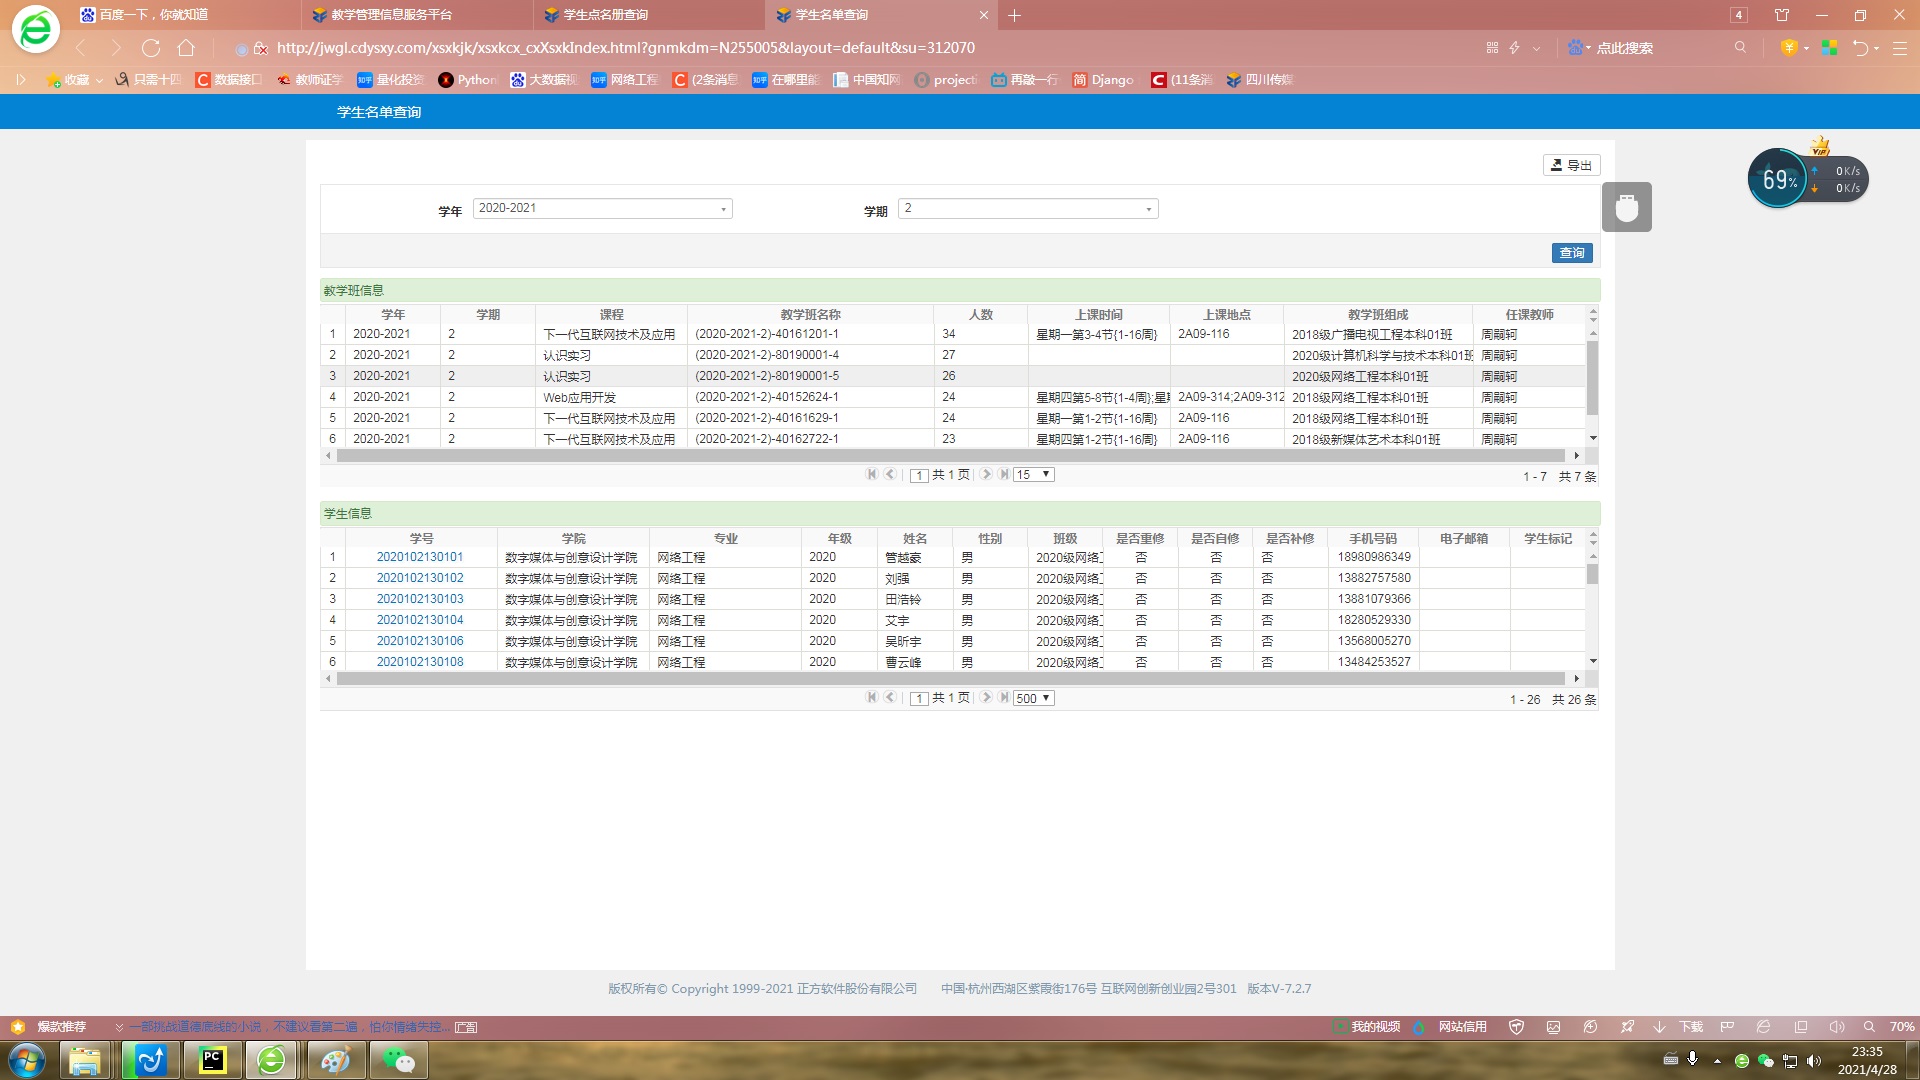 百度一下，你就知道
教学管理信息服务平台
学生点名册查询
学生名单查询
4
http://jwgl.cdysxy.com/xsxkjk/xsxkcx_cxXsxkIndex.html?gnmkdm=N255005&layout=default&su=312070
点此搜索
收藏 只需十四 数据接口 教师证学 量化投资 Python 大数据视 网络工程 (2条消息 在哪里能 中国知网 projecti 再敲一行 Django (11条消 四川传媒
学生名单查询
导出
VIP
69%
0K/s
0K/s
学年 2020-2021 学期 2
查询
教学班信息
学年 学期 课程 教学班名称 人数 上课时间 上课地点 教学班组成 任课教师
1 2020-2021 2 下一代互联网技术及应用 (2020-2021-2)-40161201-1 34 星期一第3-4节{1-16周} 2A09-116 2018级广播电视工程本科01班 周嗣轲
2 2020-2021 2 认识实习 (2020-2021-2)-80190001-4 27 2020级计算机科学与技术本科01班 周嗣轲
3 2020-2021 2 认识实习 (2020-2021-2)-80190001-5 26 2020级网络工程本科01班 周嗣轲
4 2020-2021 2 Web应用开发 (2020-2021-2)-40152624-1 24 星期四第5-8节{1-4周};星期 2A09-314;2A09-312 2018级网络工程本科01班 周嗣轲
5 2020-2021 2 下一代互联网技术及应用 (2020-2021-2)-40161629-1 24 星期一第1-2节{1-16周} 2A09-116 2018级网络工程本科01班 周嗣轲
6 2020-2021 2 下一代互联网技术及应用 (2020-2021-2)-40162722-1 23 星期四第1-2节{1-16周} 2A09-116 2018级新媒体艺术本科01班 周嗣轲
1 共 1 页 15 1 - 7 共 7 条
学生信息
学号 学院 专业 年级 姓名 性别 班级 是否重修 是否自修 是否补修 手机号码 电子邮箱 学生标记
1 2020102130101 数字媒体与创意设计学院 网络工程 2020 管越豪 男 2020级网络工 否 否 否 18980986349
2 2020102130102 数字媒体与创意设计学院 网络工程 2020 刘强 男 2020级网络工 否 否 否 13882757580
3 2020102130103 数字媒体与创意设计学院 网络工程 2020 田浩铃 男 2020级网络工 否 否 否 13881079366
4 2020102130104 数字媒体与创意设计学院 网络工程 2020 艾宇 男 2020级网络工 否 否 否 18280529330
5 2020102130106 数字媒体与创意设计学院 网络工程 2020 吴昕宇 男 2020级网络工 否 否 否 13568005270
6 2020102130108 数字媒体与创意设计学院 网络工程 2020 曹云峰 男 2020级网络工 否 否 否 13484253527
1 共 1 页 500 1 - 26 共 26 条
版权所有© Copyright 1999-2021 正方软件股份有限公司 中国·杭州西湖区紫霞街176号 互联网创新创业园2号301 版本V-7.2.7
爆款推荐 一部挑战道德底线的小说，不建议看第二遍，怕你情绪失控... 广告 我的视频 网站信用 下载 70%
PC
23:35
2021/4/28